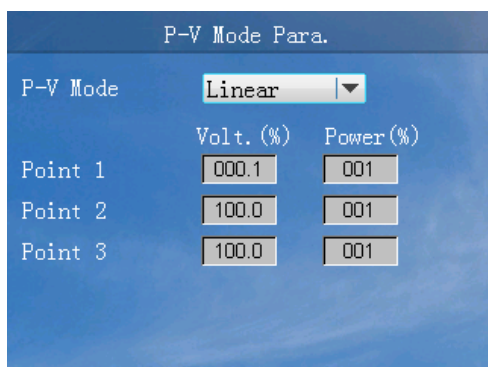 P-V Mode Para.
P-V Mode Linear
Volt.(%) Power(%)
Point 1 000.1 001
Point 2 100.0 001
Point 3 100.0 001